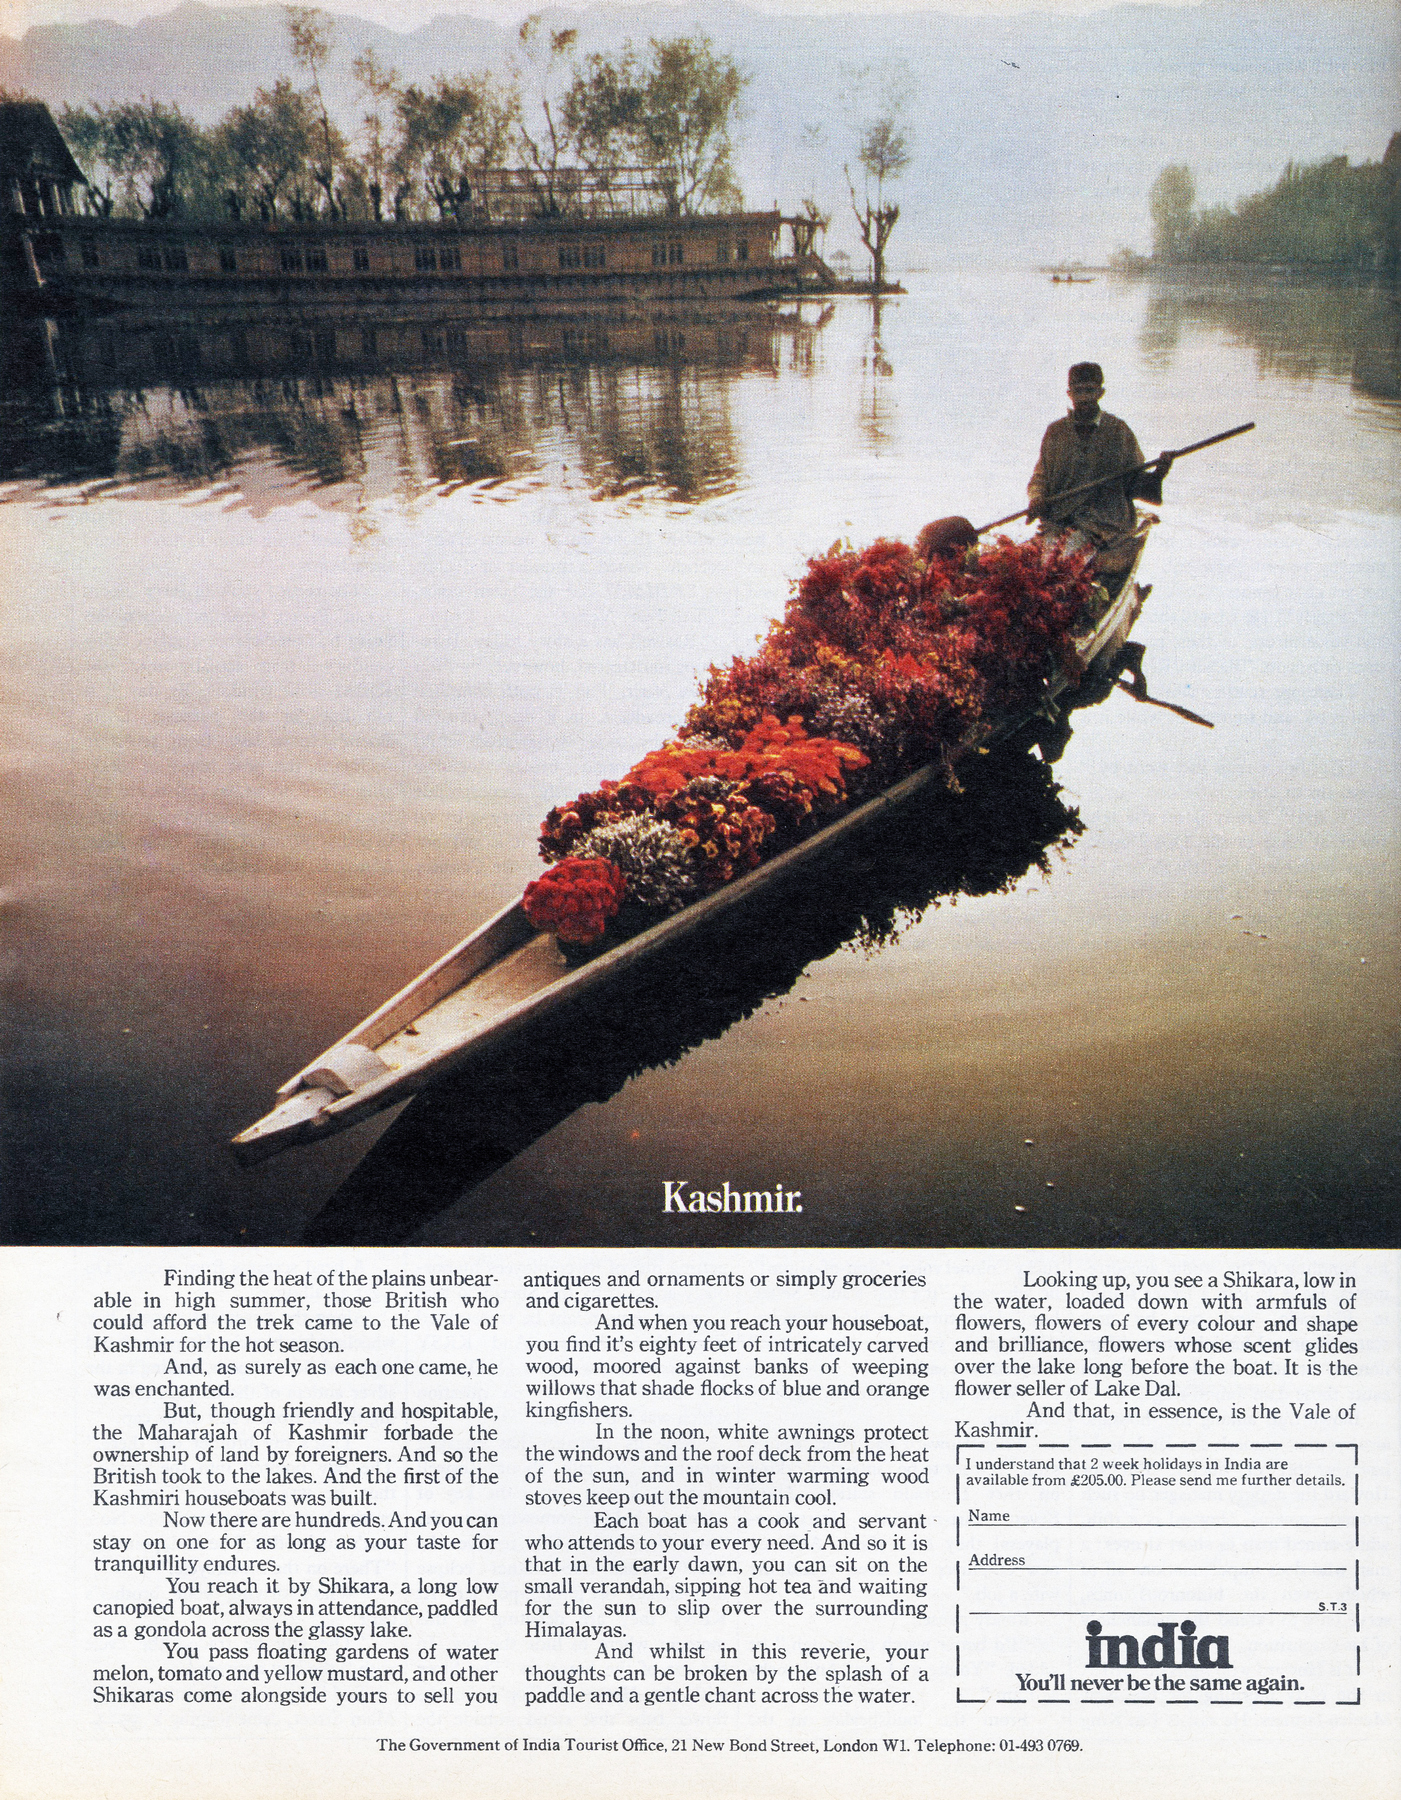 Kashmir.
Finding the heat of the plains unbear-
able in high summer, those British who
could afford the trek came to the Vale of
Kashmir for the hot season.
And, as surely as each one came, he
was enchanted.
But, though friendly and hospitable,
the Maharajah of Kashmir forbade the
ownership of land by foreigners. And so the
British took to the lakes. And the first of the
Kashmiri houseboats was built.
Now there are hundreds. And you can
stay on one for as long as your taste for
tranquillity endures.
You reach it by Shikara, a long low
canopied boat, always in attendance, paddled
as a gondola across the glassy lake.
You pass floating gardens of water
melon, tomato and yellow mustard, and other
Shikaras come alongside yours to sell you
antiques and ornaments or simply groceries
and cigarettes.
And when you reach your houseboat,
you find it's eighty feet of intricately carved
wood, moored against banks of weeping
willows that shade flocks of blue and orange
kingfishers.
In the noon, white awnings protect
the windows and the roof deck from the heat
of the sun, and in winter warming wood
stoves keep out the mountain cool.
Each boat has a cook and servant
who attends to your every need. And so it is
that in the early dawn, you can sit on the
small verandah, sipping hot tea and waiting
for the sun to slip over the surrounding
Himalayas.
And whilst in this reverie, your
thoughts can be broken by the splash of a
paddle and a gentle chant across the water.
Looking up, you see a Shikara, low in
the water, loaded down with armfuls of
flowers, flowers of every colour and shape
and brilliance, flowers whose scent glides
over the lake long before the boat. It is the
flower seller of Lake Dal.
And that, in essence, is the Vale of
Kashmir.
I understand that 2 week holidays in India are
available from £205.00. Please send me further details.
Name
Address
S.T.3
india
You'll never be the same again.
The Government of India Tourist Office, 21 New Bond Street, London W1. Telephone: 01-493 0769.